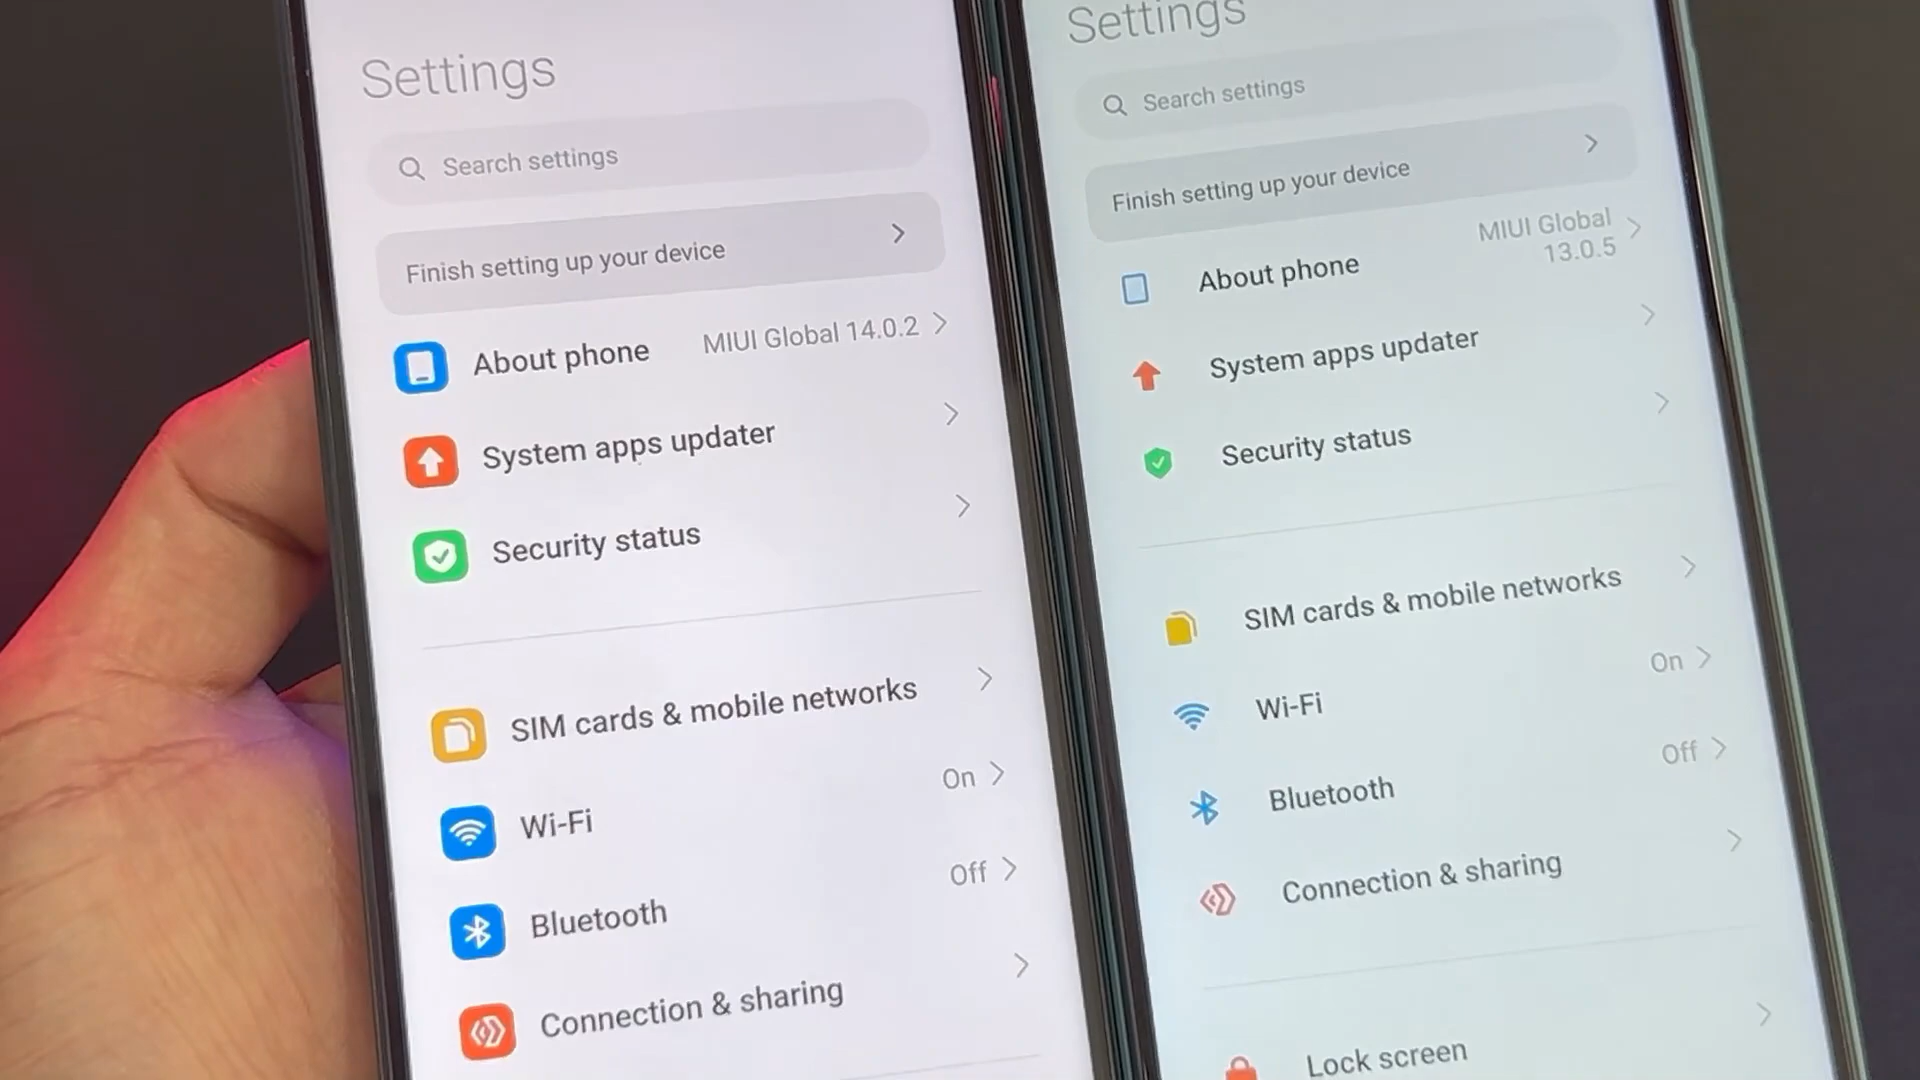 Settings
Search settings
Finish setting up your device
About phone MIUI Global 14.0.2
System apps updater
Security status
SIM cards & mobile networks
Wi-Fi On
Bluetooth Off
Connection & sharing
Settings
Search settings
Finish setting up your device
About phone MIUI Global
13.0.5
System apps updater
Security status
SIM cards & mobile networks
Wi-Fi On
Bluetooth Off
Connection & sharing
Lock screen